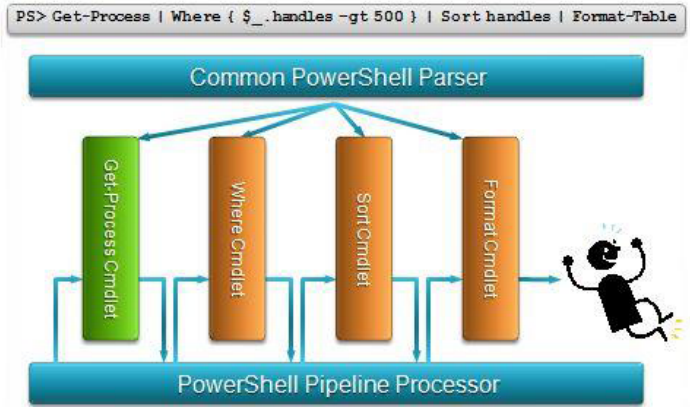 PS> Get-Process | Where { $_.handles -gt 500 } | Sort handles | Format-Table
Common PowerShell Parser
Get-Process Cmdlet
Where Cmdlet
Sort Cmdlet
Format Cmdlet
PowerShell Pipeline Processor